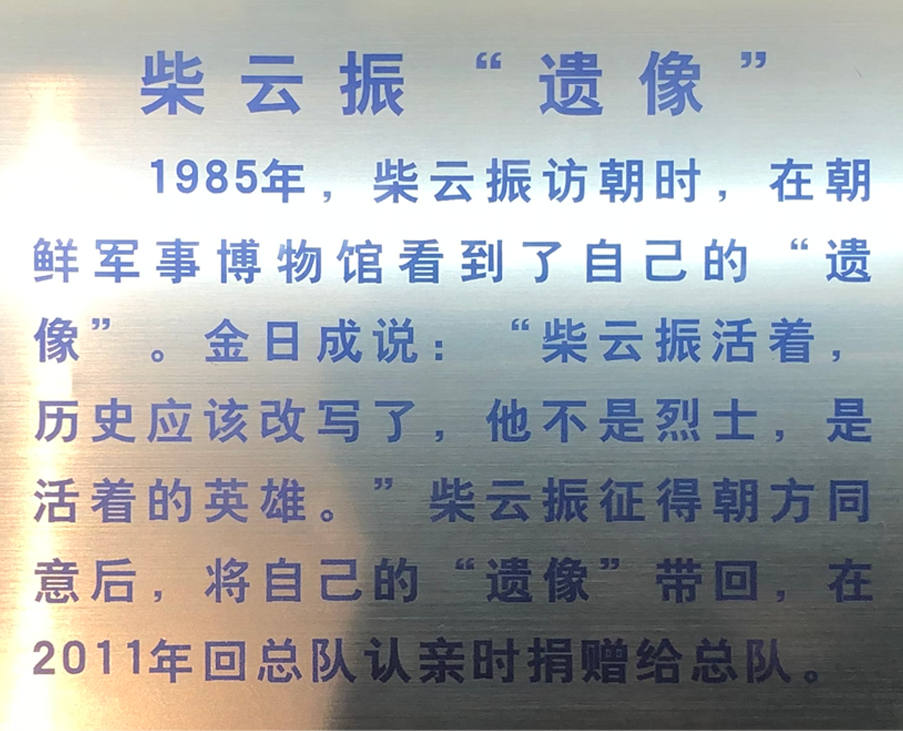 柴云振“遗像”
1985年，柴云振访朝时，在朝
鲜军事博物馆看到了自己的“遗
像”。金日成说：“柴云振活着，
历史应该改写了，他不是烈士，是
活着的英雄。”柴云振征得朝方同
意后，将自己的“遗像”带回，在
2011年回总队认亲时捐赠给总队。